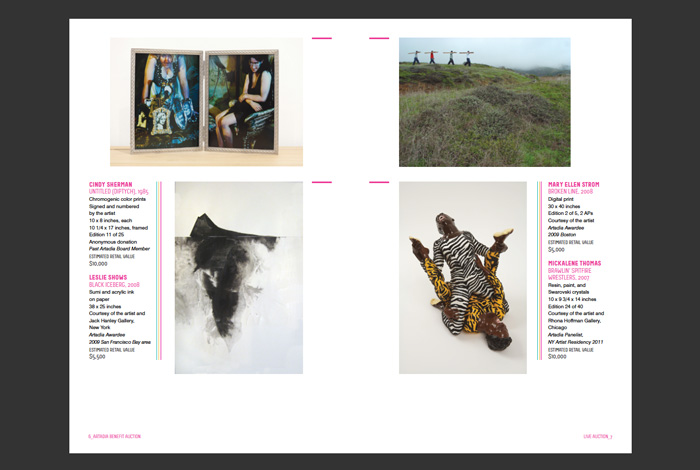 CINDY SHERMAN
UNTITLED (DIPTYCH), 1985
Chromogenic color prints
Signed and numbered
by the artist
10 x 8 inches, each
10 1/4 x 17 inches, framed
Edition 11 of 25
Anonymous donation
Past Artadia Board Member
ESTIMATED RETAIL VALUE
$10,000
LESLIE SHOWS
BLACK ICEBERG, 2008
Sumi and acrylic ink
on paper
38 x 25 inches
Courtesy of the artist and
Jack Hanley Gallery,
New York
Artadia Awardee
2009 San Francisco Bay area
ESTIMATED RETAIL VALUE
$5,500
MARY ELLEN STROM
BROKEN LINE, 2008
Digital print
30 x 40 inches
Edition 2 of 5, 2 APs
Courtesy of the artist
Artadia Awardee
2009 Boston
ESTIMATED RETAIL VALUE
$5,000
MICKALENE THOMAS
BRAWLIN' SPITFIRE
WRESTLERS, 2007
Resin, paint, and
Swarovski crystals
10 x 9 3/4 x 14 inches
Edition 24 of 40
Courtesy of the artist and
Rhona Hoffman Gallery,
Chicago
Artadia Panelist,
NY Artist Residency 2011
ESTIMATED RETAIL VALUE
$10,000
6_ARTADIA BENEFIT AUCTION
LIVE AUCTION_7